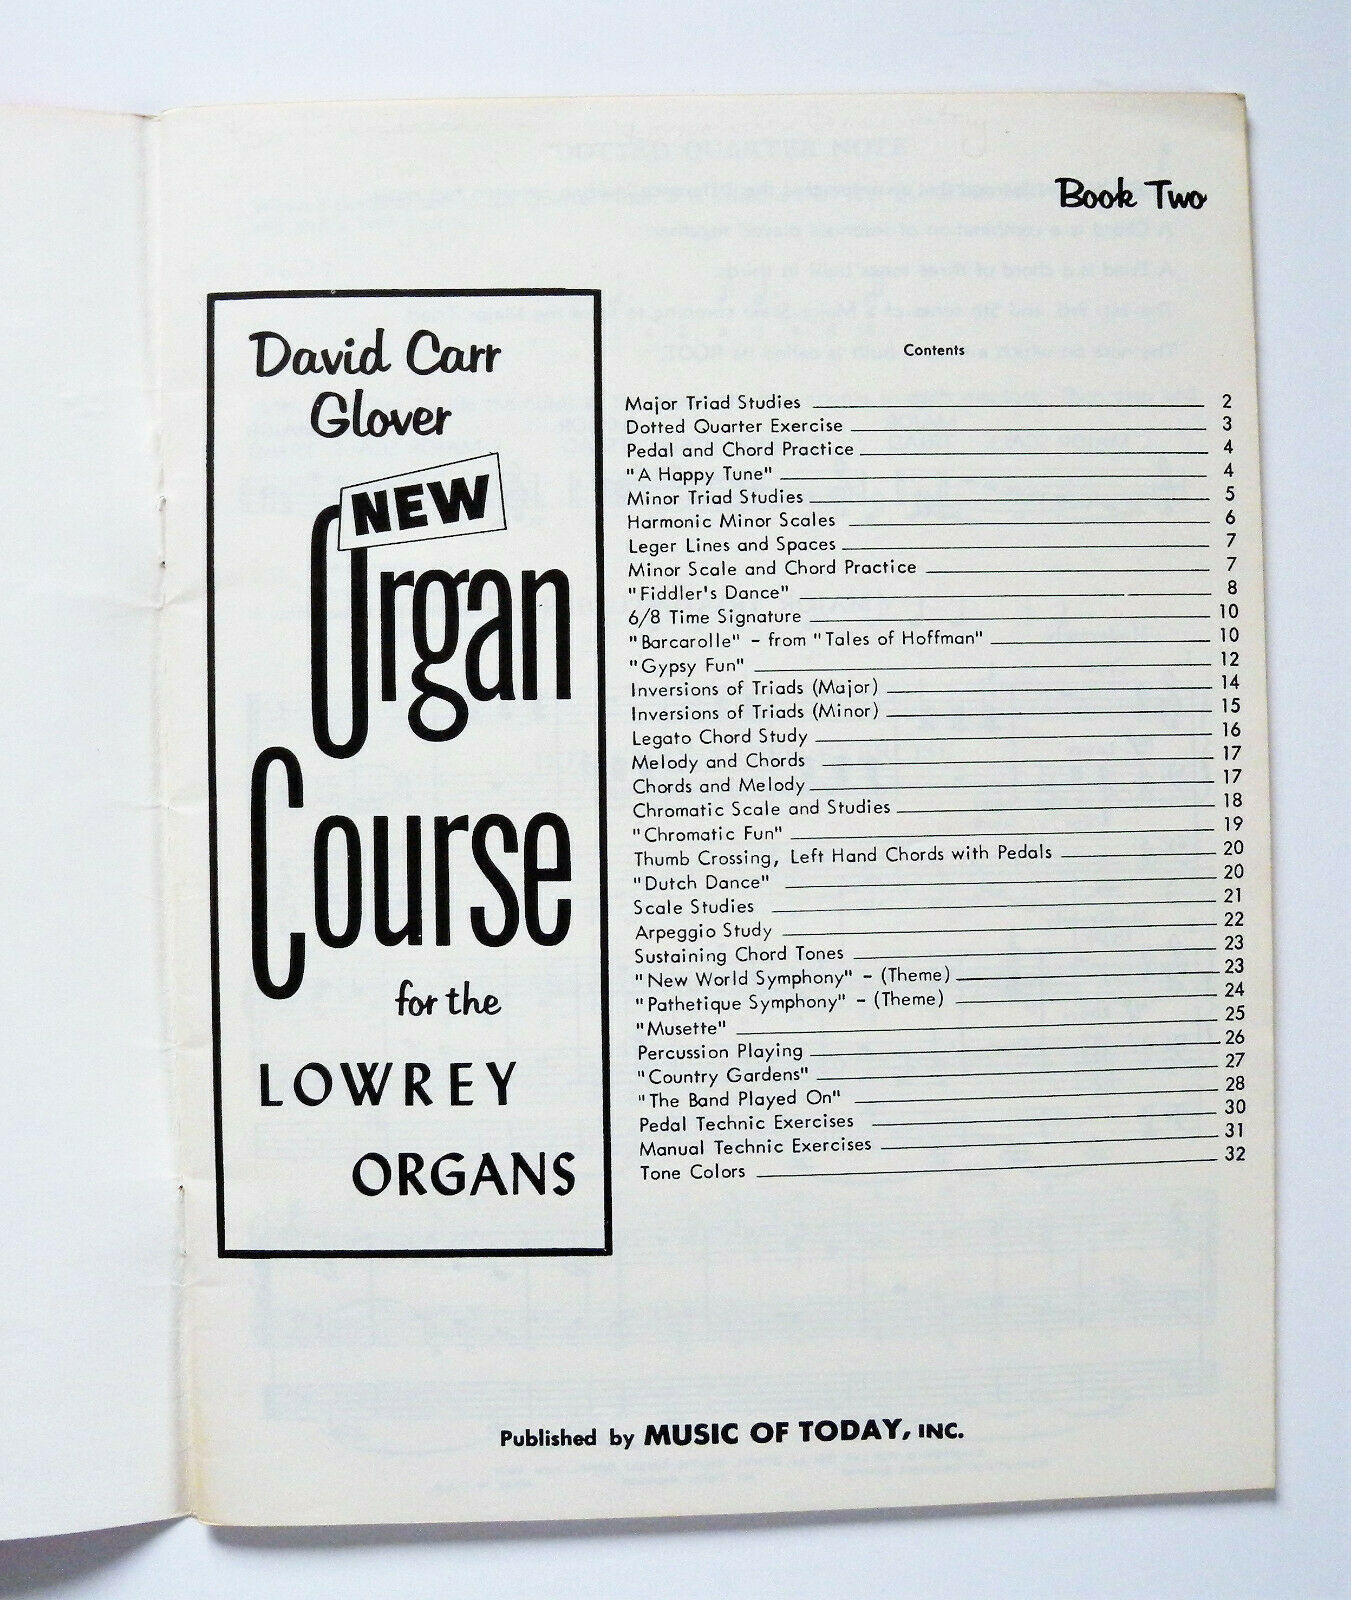 Book Two
David Carr
Glover
NEW
Organ
Course
for the
LOWREY
ORGANS
Contents
Major Triad Studies 2
Dotted Quarter Exercise 3
Pedal and Chord Practice 4
"A Happy Tune" 4
Minor Triad Studies 5
Harmonic Minor Scales 6
Leger Lines and Spaces 7
Minor Scale and Chord Practice 7
"Fiddler's Dance" 8
6/8 Time Signature 10
"Barcarolle" - from "Tales of Hoffman" 10
"Gypsy Fun" 12
Inversions of Triads (Major) 14
Inversions of Triads (Minor) 15
Legato Chord Study 16
Melody and Chords 17
Chords and Melody 17
Chromatic Scale and Studies 18
"Chromatic Fun" 19
Thumb Crossing, Left Hand Chords with Pedals 20
"Dutch Dance" 20
Scale Studies 21
Arpeggio Study 22
Sustaining Chord Tones 23
"New World Symphony" - (Theme) 23
"Pathetique Symphony" - (Theme) 24
"Musette" 25
Percussion Playing 26
"Country Gardens" 27
"The Band Played On" 28
Pedal Technic Exercises 30
Manual Technic Exercises 31
Tone Colors 32
Published by MUSIC OF TODAY, INC.